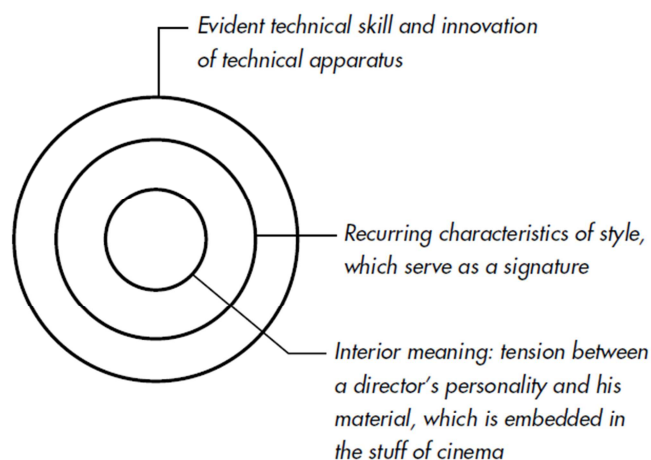 Evident technical skill and innovation
of technical apparatus
Recurring characteristics of style,
which serve as a signature
Interior meaning: tension between
a director's personality and his
material, which is embedded in
the stuff of cinema